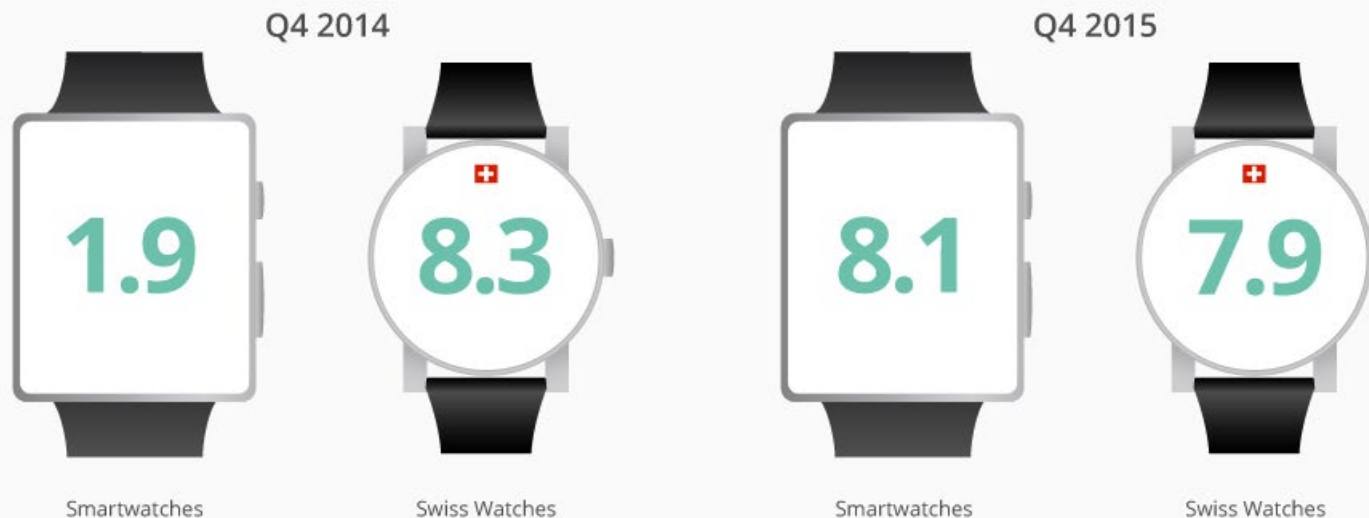 Q4 2014
Q4 2015
1.9
8.3
8.1
7.9
Smartwatches
Swiss Watches
Smartwatches
Swiss Watches